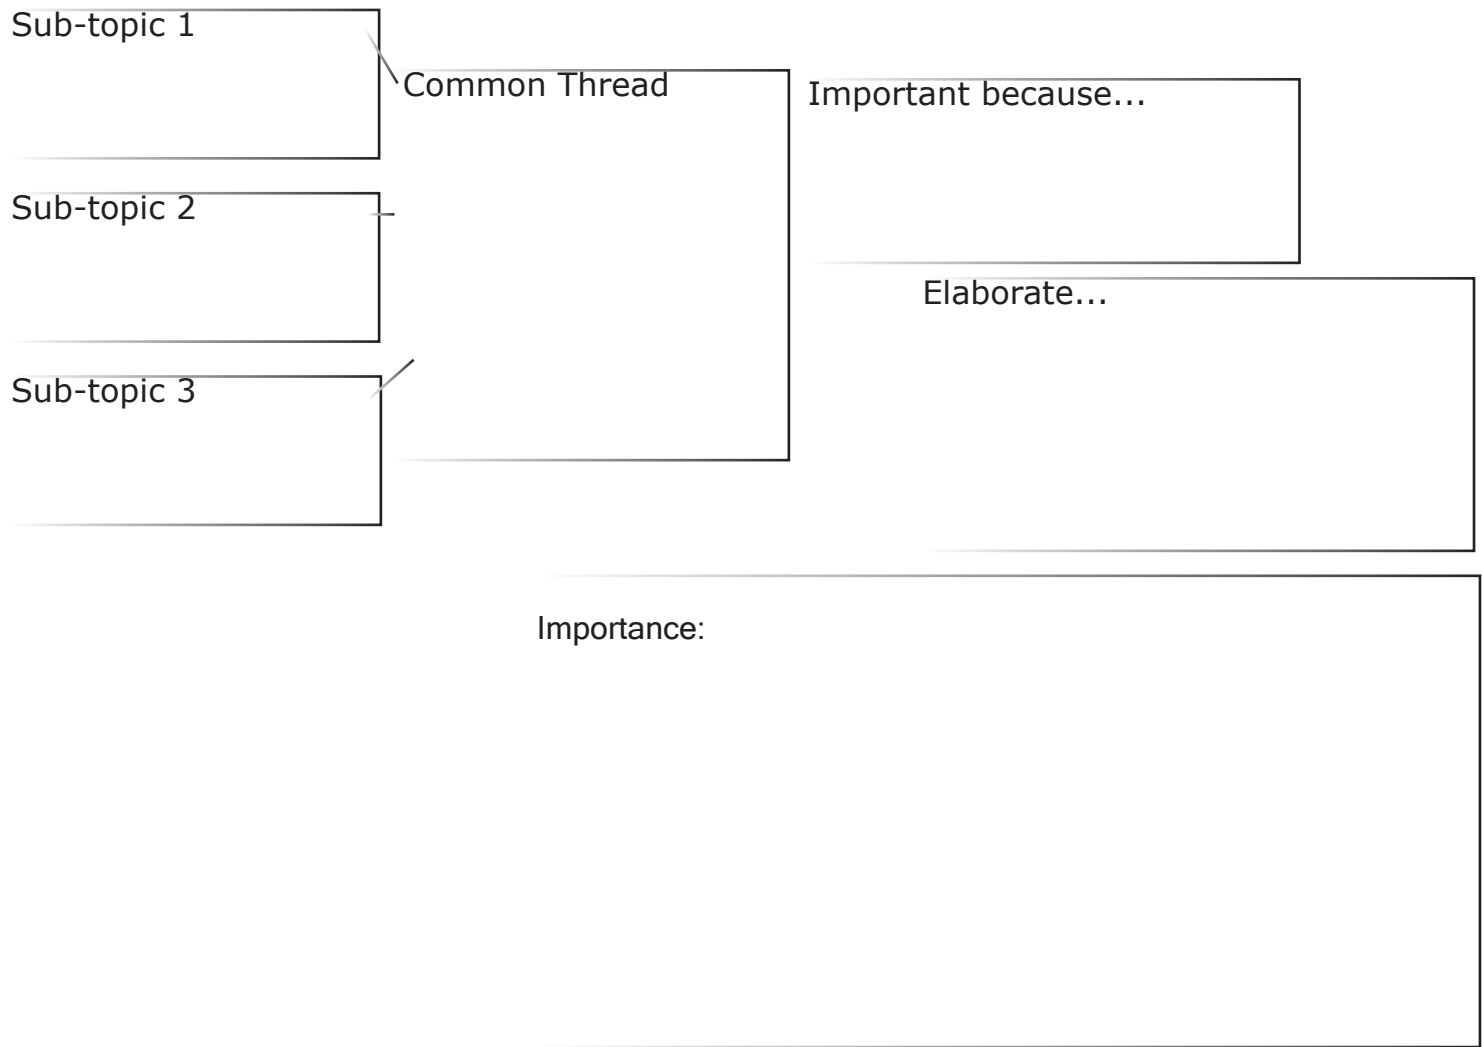 Sub-topic 1
Common Thread
Important because...
Sub-topic 2
Elaborate...
Sub-topic 3
Importance: